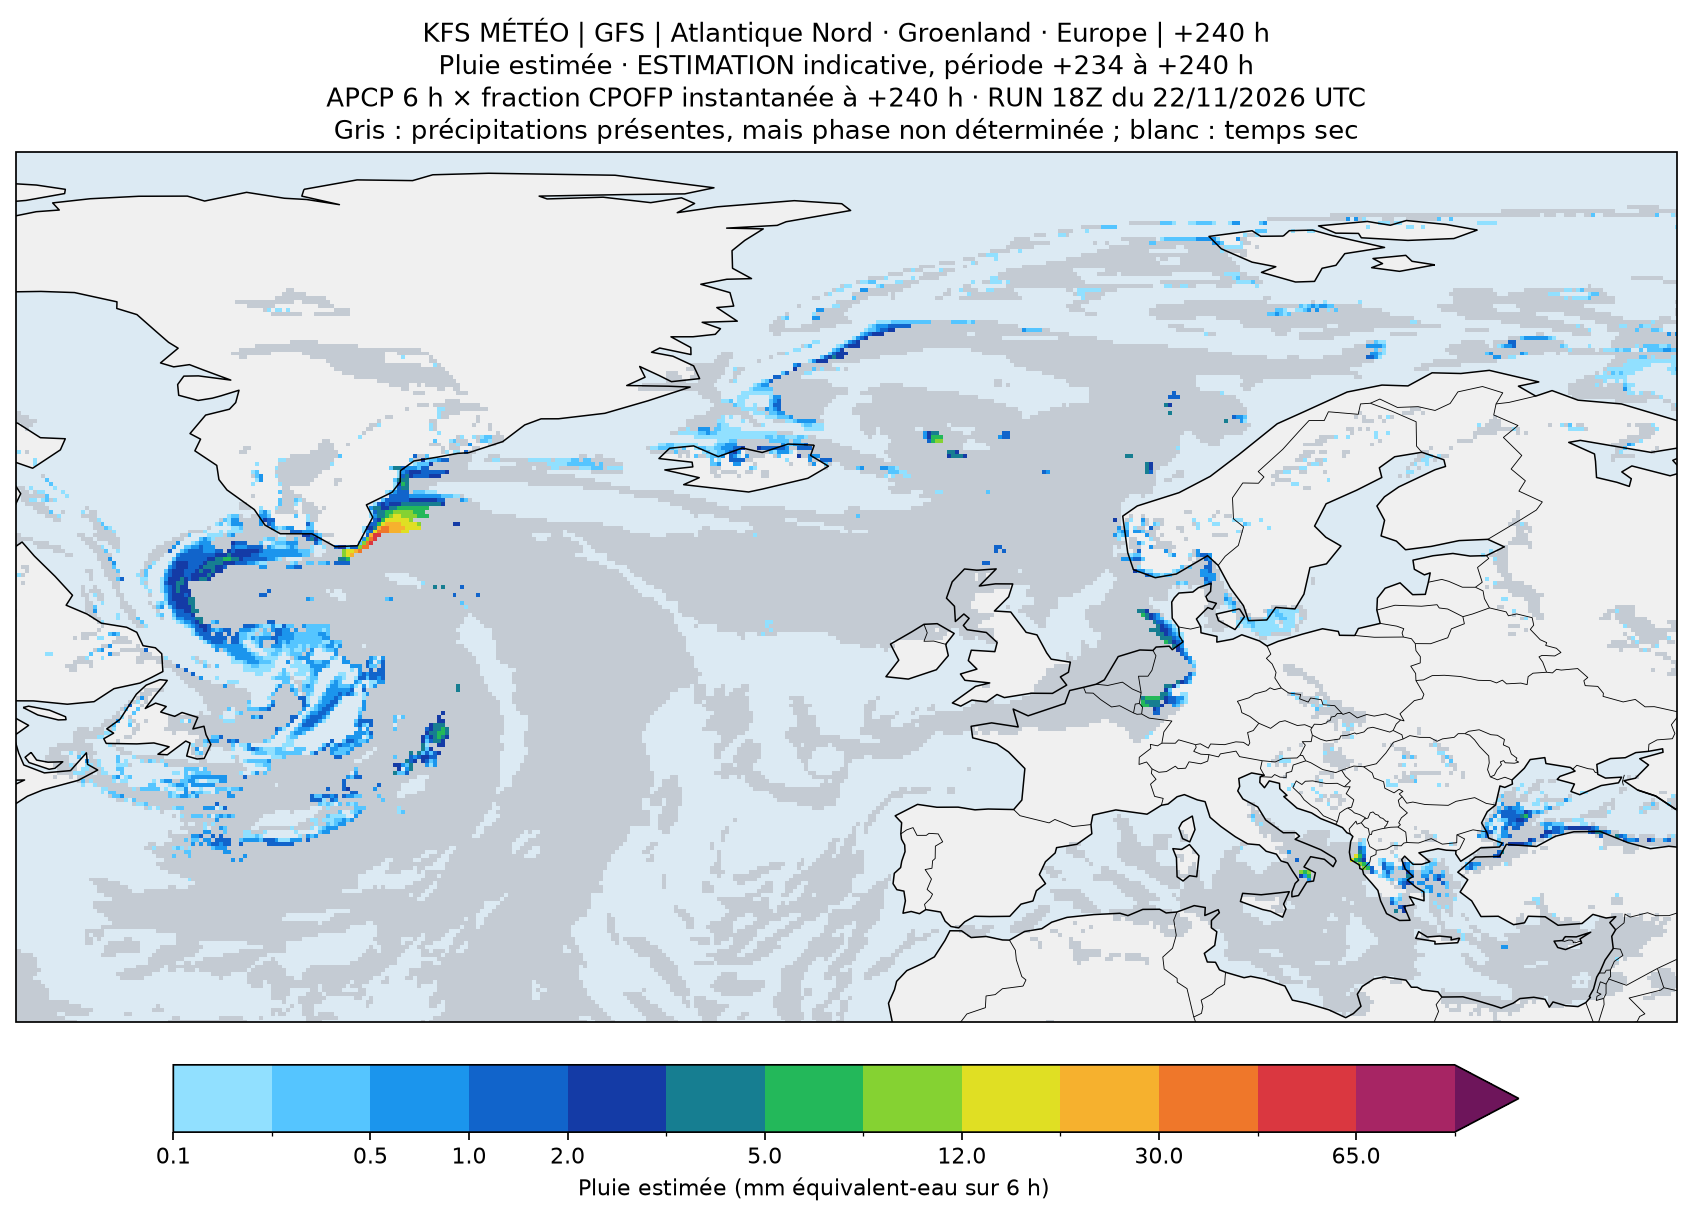 KFS MÉTÉO | GFS | Atlantique Nord · Groenland · Europe | +240 h
Pluie estimée · ESTIMATION indicative, période +234 à +240 h
APCP 6 h × fraction CPOFP instantanée à +240 h · RUN 18Z du 22/11/2026 UTC
Gris : précipitations présentes, mais phase non déterminée ; blanc : temps sec
0.1 0.5 1.0 2.0 5.0 12.0 30.0 65.0
Pluie estimée (mm équivalent-eau sur 6 h)